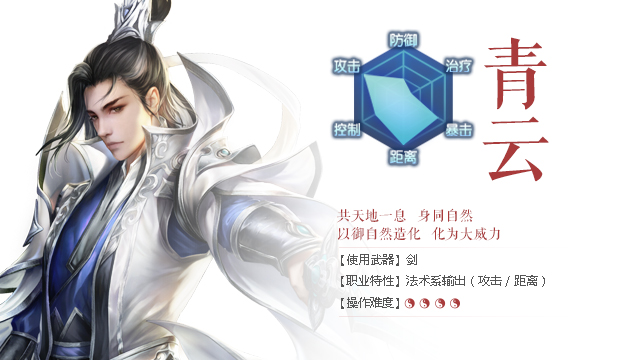 青云
防御
攻击
治疗
控制
暴击
距离
共天地一息 身同自然
以御自然造化 化为大威力
【使用武器】剑
【职业特性】法术系输出（攻击/距离）
【操作难度】